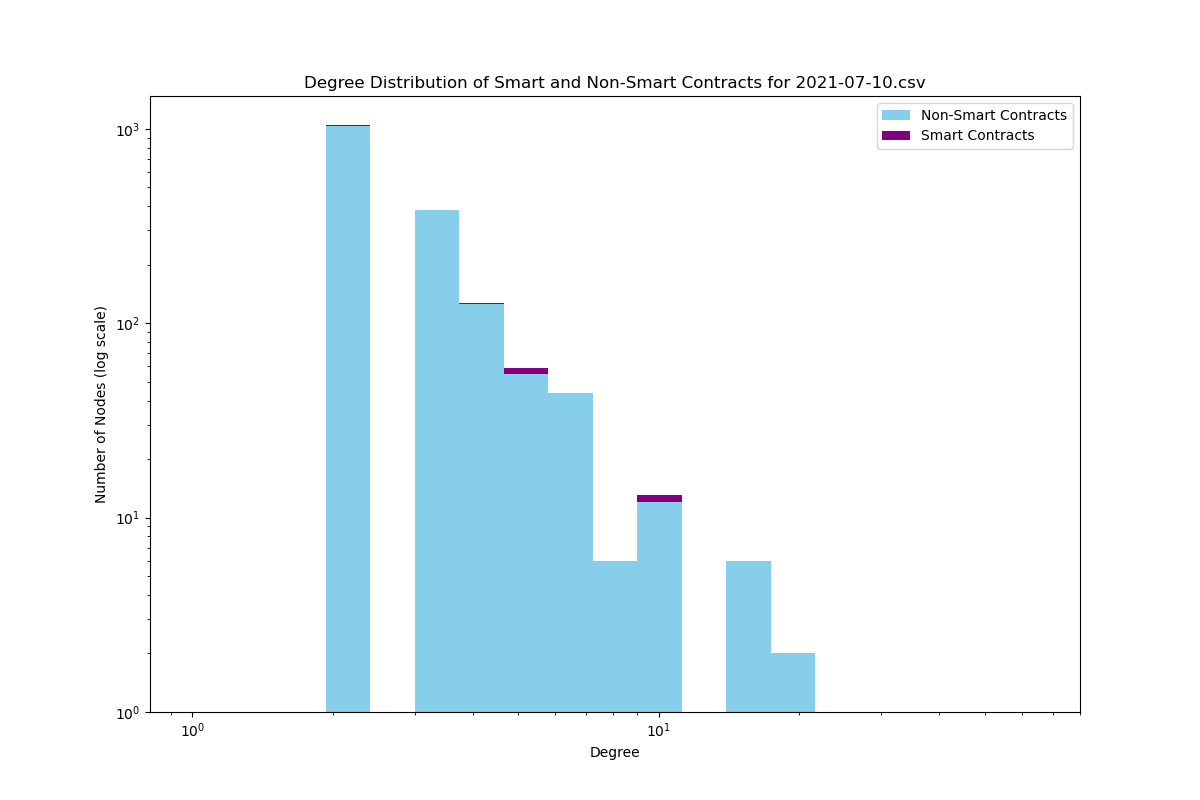 Degree Distribution of Smart and Non-Smart Contracts for 2021-07-10.csv
Non-Smart Contracts
Smart Contracts
Number of Nodes (log scale)
10³
10²
10¹
10⁰
10⁰ 10¹
Degree